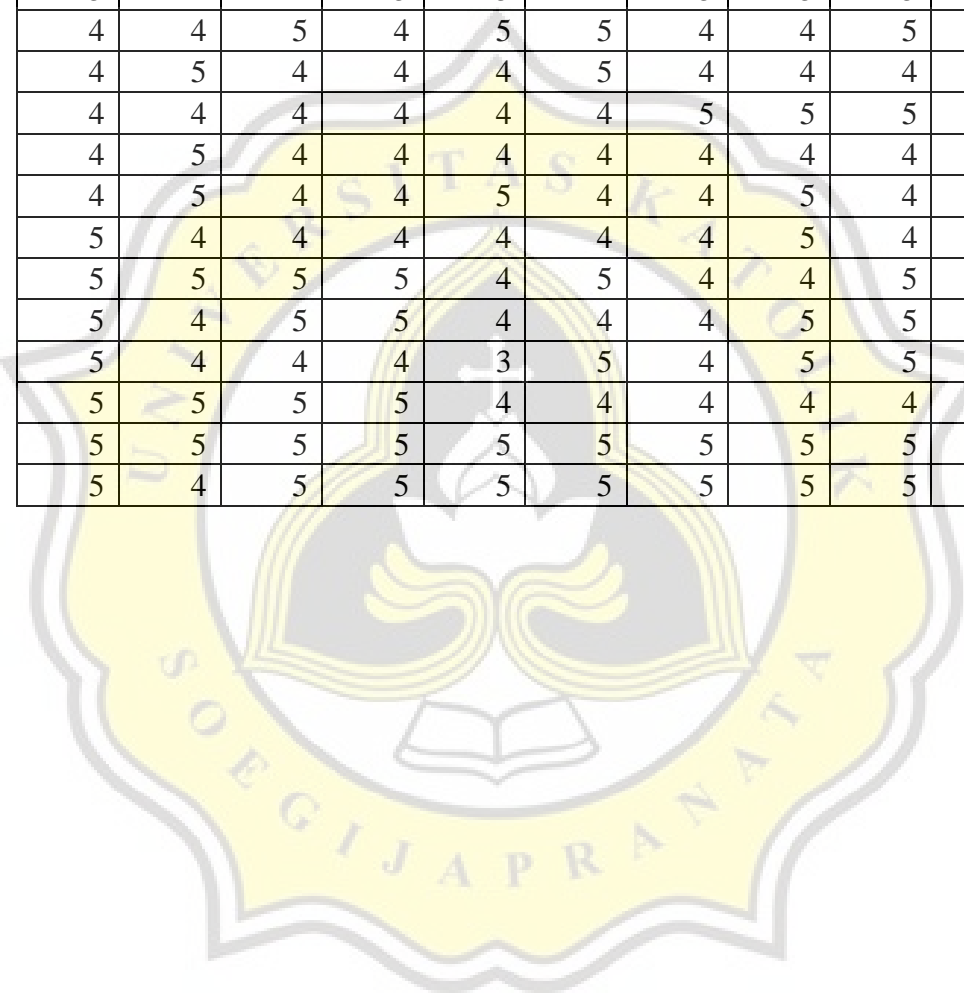 4 4 5 4 5 5 4 4 5
4 5 4 4 4 5 4 4 4
4 4 4 4 4 4 5 5 5
4 5 4 4 4 4 4 4 4
4 5 4 4 5 4 4 5 4
5 4 4 4 4 4 4 5 4
5 5 5 5 4 5 4 4 5
5 4 5 5 4 4 4 5 5
5 4 4 4 3 5 4 5 5
5 5 5 5 4 4 4 4 4
5 5 5 5 5 5 5 5 5
5 4 5 5 5 5 5 5 5
UNIVERSITAS KATOLIK
SOEGIJAPRANATA